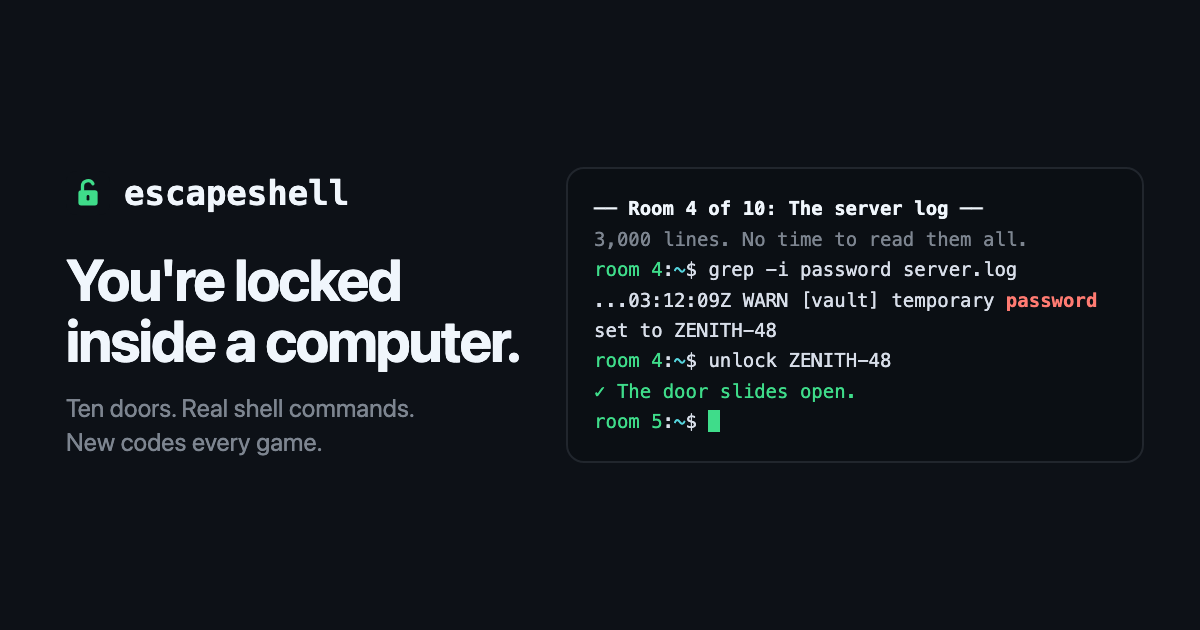 escapeshell
You're locked
inside a computer.
Ten doors. Real shell commands.
New codes every game.
── Room 4 of 10: The server log ──
3,000 lines. No time to read them all.
room 4:~$ grep -i password server.log
...03:12:09Z WARN [vault] temporary password
set to ZENITH-48
room 4:~$ unlock ZENITH-48
✓ The door slides open.
room 5:~$